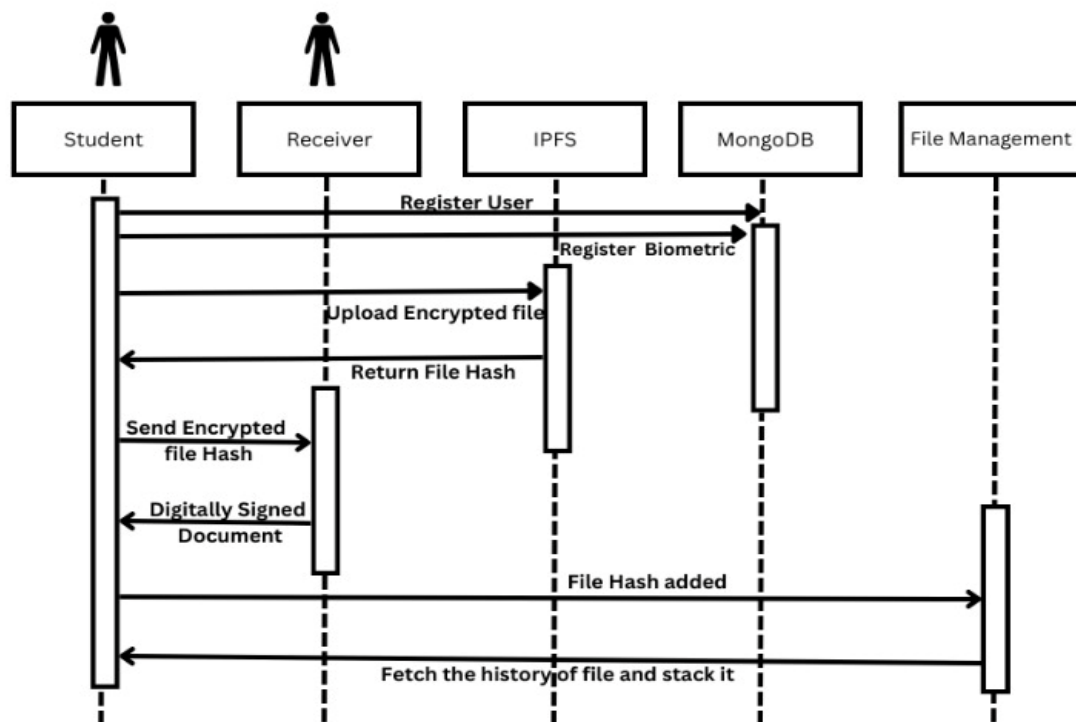 Student
Receiver
IPFS
MongoDB
File Management
Register User
Register Biometric
Upload Encrypted file
Return File Hash
Send Encrypted
file Hash
Digitally Signed
Document
File Hash added
Fetch the history of file and stack it